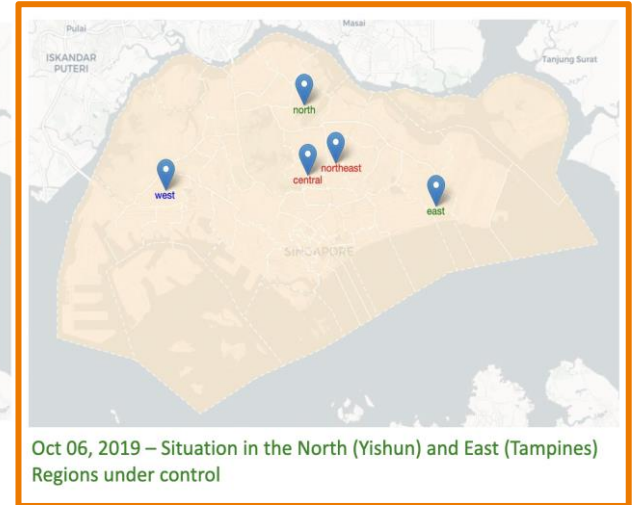 Pulai
Masai
ISKANDAR
PUTERI
Tanjung Surat
north
northeast
central
west
east
SINGAPORE
Oct 06, 2019 – Situation in the North (Yishun) and East (Tampines)
Regions under control